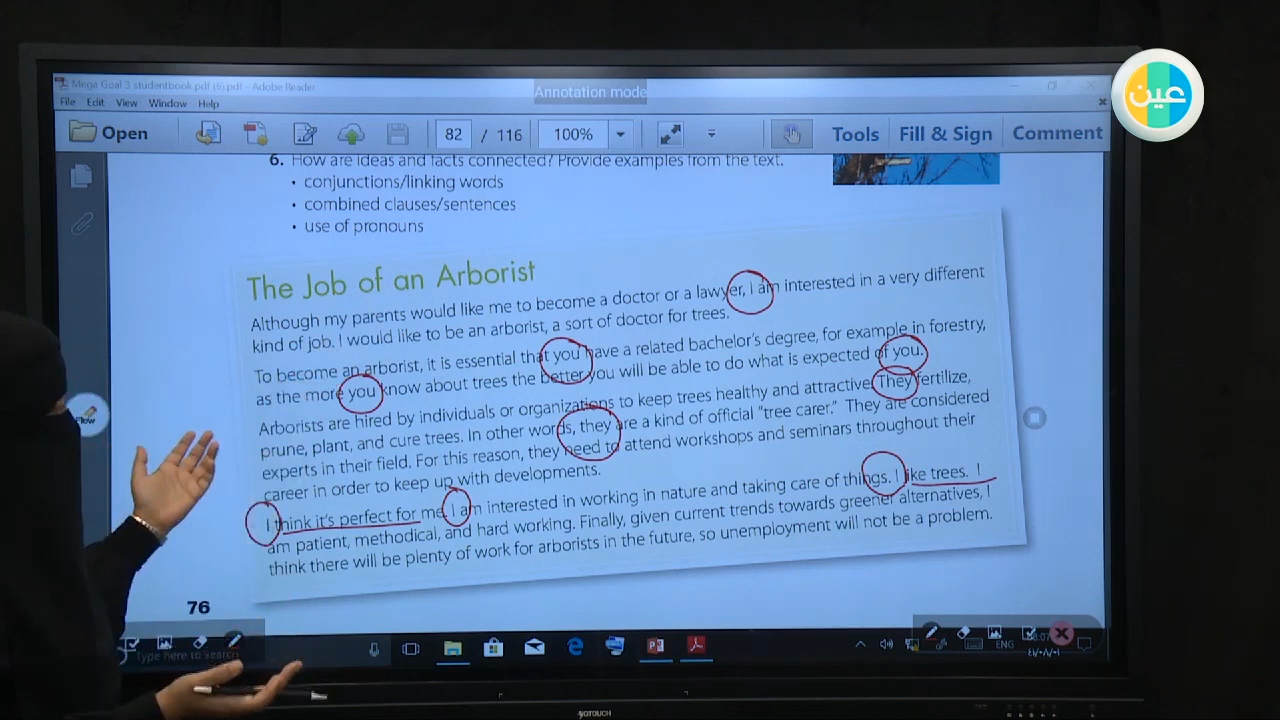 عين
Mega Goal 3 studentbook.pdf (6).pdf - Adobe Reader
Annotation mode
File Edit View Window Help
Open 82 / 116 100% Tools Fill & Sign Comment
6. How are ideas and facts connected? Provide examples from the text.
• conjunctions/linking words
• combined clauses/sentences
• use of pronouns
The Job of an Arborist
Although my parents would like me to become a doctor or a lawyer, I am interested in a very different
kind of job. I would like to be an arborist, a sort of doctor for trees.
To become an arborist, it is essential that you have a related bachelor's degree, for example in forestry,
as the more you know about trees the better you will be able to do what is expected of you.
Arborists are hired by individuals or organizations to keep trees healthy and attractive. They fertilize,
prune, plant, and cure trees. In other words, they are a kind of official "tree carer." They are considered
experts in their field. For this reason, they need to attend workshops and seminars throughout their
career in order to keep up with developments.
I think it's perfect for me. I am interested in working in nature and taking care of things. I like trees. I
am patient, methodical, and hard working. Finally, given current trends towards greener alternatives, I
think there will be plenty of work for arborists in the future, so unemployment will not be a problem.
76
Type here to search
ENG